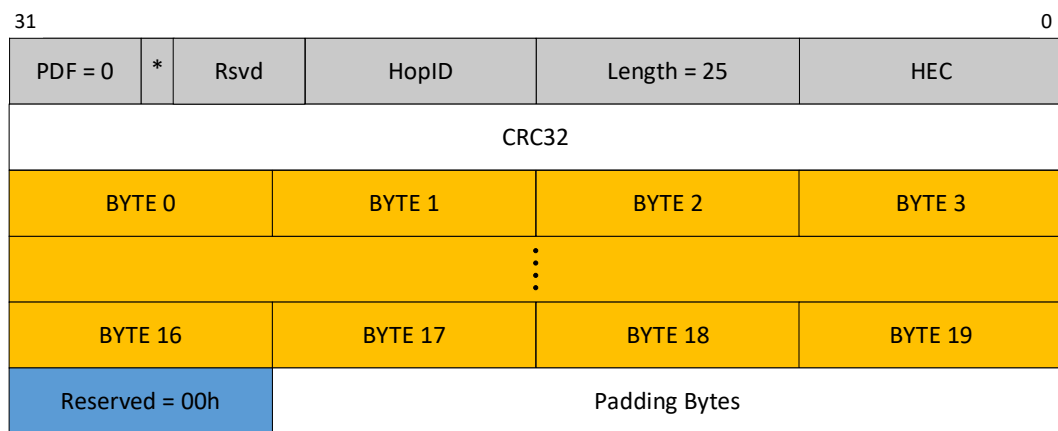 31 0
PDF = 0 * Rsvd HopID Length = 25 HEC
CRC32
BYTE 0 BYTE 1 BYTE 2 BYTE 3
BYTE 16 BYTE 17 BYTE 18 BYTE 19
Reserved = 00h Padding Bytes